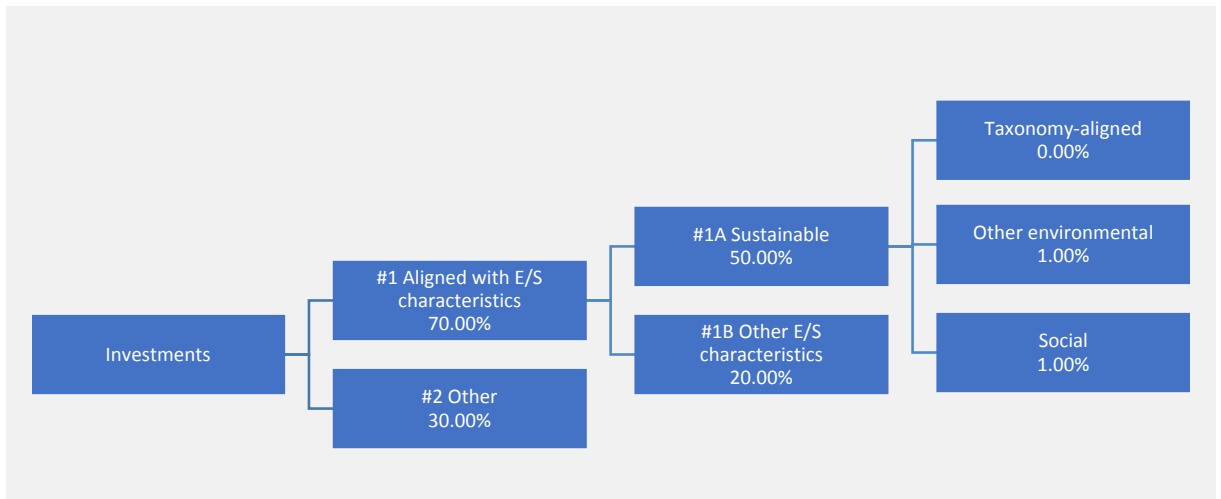 Investments
#1 Aligned with E/S
characteristics
70.00%
#2 Other
30.00%
#1A Sustainable
50.00%
#1B Other E/S
characteristics
20.00%
Taxonomy-aligned
0.00%
Other environmental
1.00%
Social
1.00%